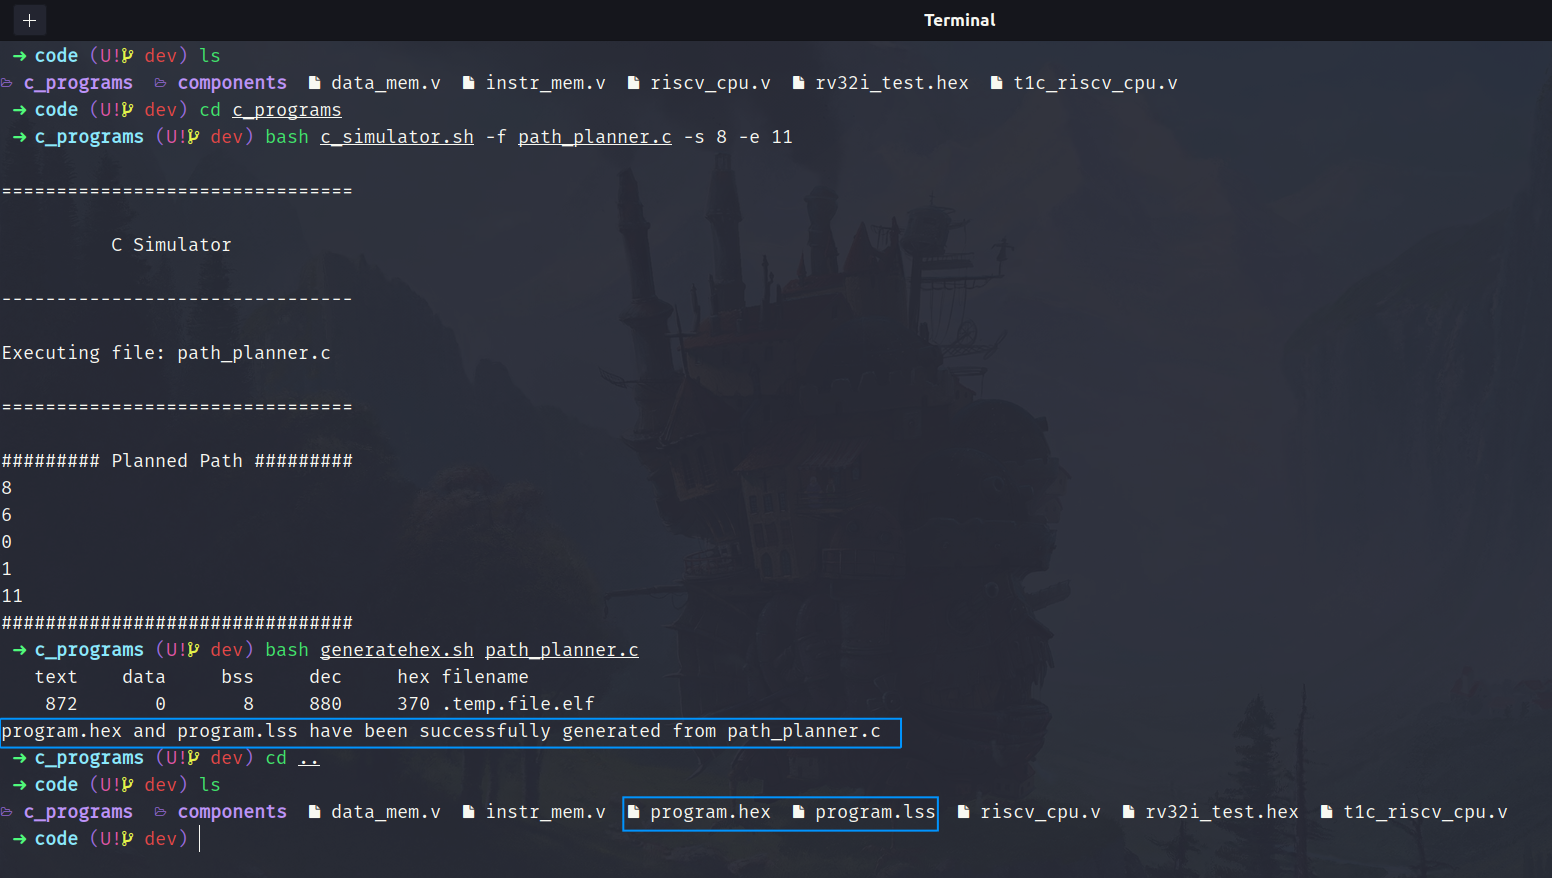 + Terminal
→ code (U! dev) ls
c_programs components data_mem.v instr_mem.v riscv_cpu.v rv32i_test.hex t1c_riscv_cpu.v
→ code (U! dev) cd c_programs
→ c_programs (U! dev) bash c_simulator.sh -f path_planner.c -s 8 -e 11
================================
C Simulator
--------------------------------
Executing file: path_planner.c
================================
######### Planned Path #########
8
6
0
1
11
################################
→ c_programs (U! dev) bash generatehex.sh path_planner.c
text data bss dec hex filename
872 0 8 880 370 .temp.file.elf
program.hex and program.lss have been successfully generated from path_planner.c
→ c_programs (U! dev) cd ..
→ code (U! dev) ls
c_programs components data_mem.v instr_mem.v program.hex program.lss riscv_cpu.v rv32i_test.hex t1c_riscv_cpu.v
→ code (U! dev)